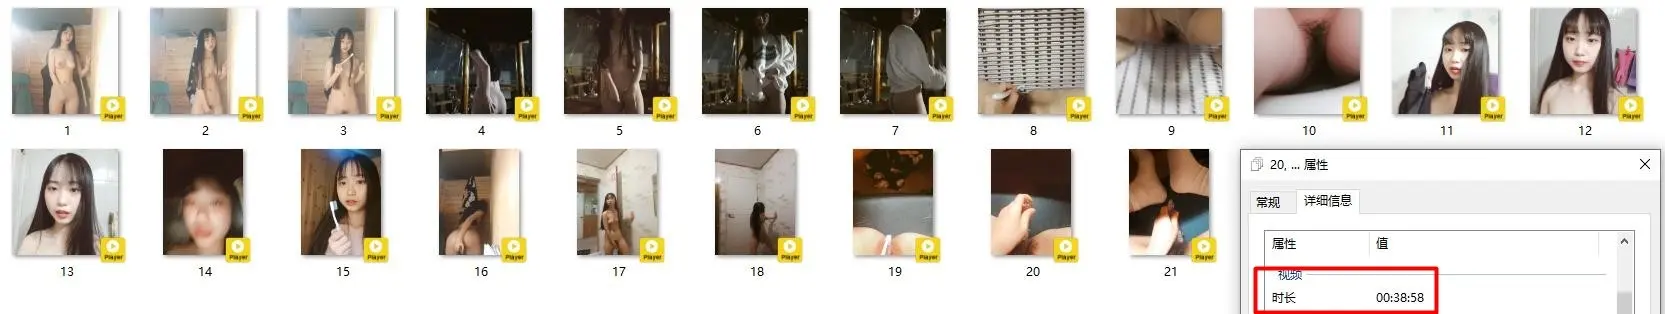 Player Player Player Player Player Player Player Player Player Player Player Player
1 2 3 4 5 6 7 8 9 10 11 12
Player Player Player Player Player Player Player Player Player
13 14 15 16 17 18 19 20 21
20, ... 属性
常规 详细信息
属性 值
视频
时长 00:38:58